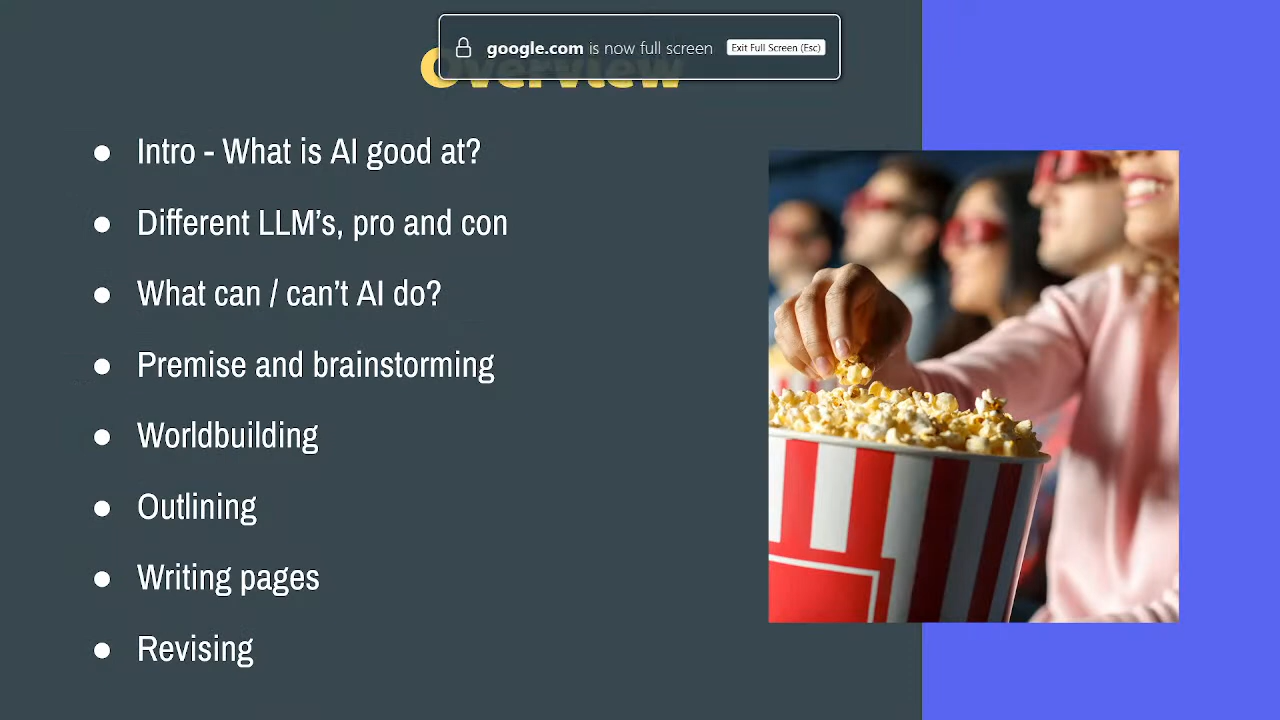 google.com is now full screen Exit Full Screen (Esc)
Overview
● Intro - What is AI good at?
● Different LLM’s, pro and con
● What can / can’t AI do?
● Premise and brainstorming
● Worldbuilding
● Outlining
● Writing pages
● Revising